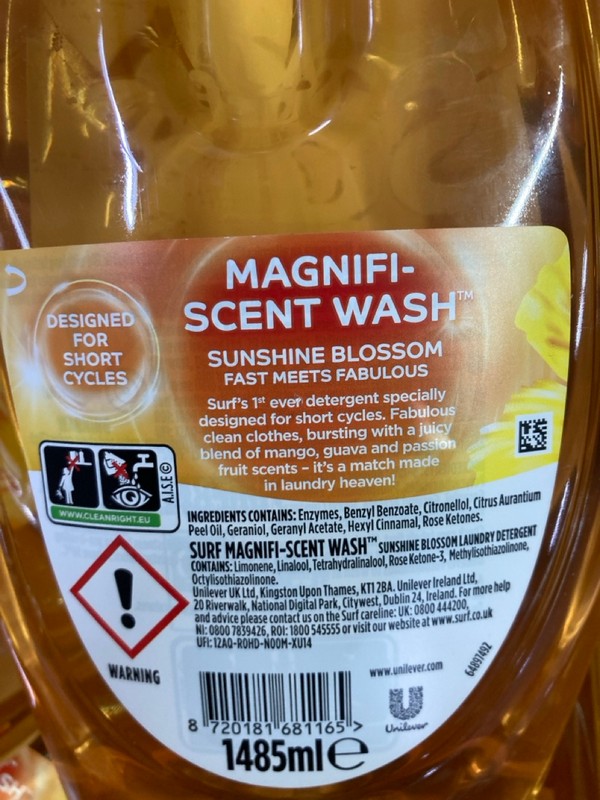 MAGNIFI-
SCENT WASH™
DESIGNED
FOR
SHORT
CYCLES
SUNSHINE BLOSSOM
FAST MEETS FABULOUS
Surf's 1st ever detergent specially
designed for short cycles. Fabulous
clean clothes, bursting with a juicy
blend of mango, guava and passion
fruit scents – it's a match made
in laundry heaven!
A.I.S.E ©
WWW.CLEANRIGHT.EU
INGREDIENTS CONTAINS: Enzymes, Benzyl Benzoate, Citronellol, Citrus Aurantium
Peel Oil, Geraniol, Geranyl Acetate, Hexyl Cinnamal, Rose Ketones.
SURF MAGNIFI-SCENT WASH™ SUNSHINE BLOSSOM LAUNDRY DETERGENT
CONTAINS: Limonene, Linalool, Tetrahydralinalool, Rose Ketone-3, Methylisothiazolinone,
Octylisothiazolinone.
Unilever UK Ltd, Kingston Upon Thames, KT1 2BA. Unilever Ireland Ltd,
20 Riverwalk, National Digital Park, Citywest, Dublin 24, Ireland. For more help
and advice please contact us on the Surf careline: UK: 0800 444200,
NI: 0800 7839426, ROI: 1800 545555 or visit our website at www.surf.co.uk
UFI: 12AQ-R0HD-N00M-XU14
WARNING
www.unilever.com
64897492
Unilever
8 720181 681165 >
1485ml e